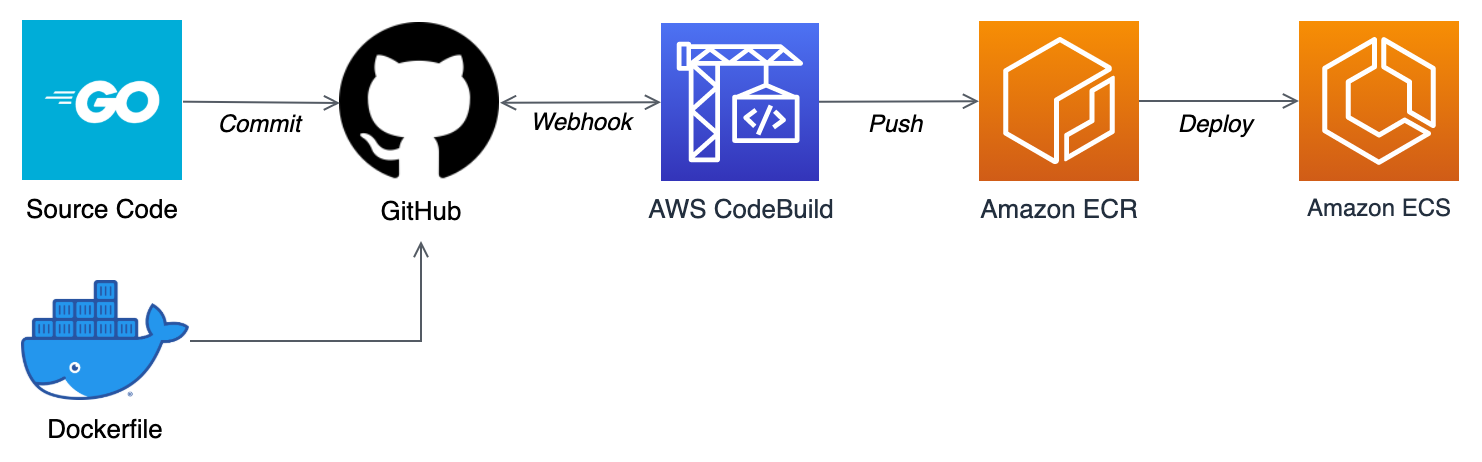 GO
Commit
Webhook
</>
Push
Deploy
Source Code
GitHub
AWS CodeBuild
Amazon ECR
Amazon ECS
Dockerfile